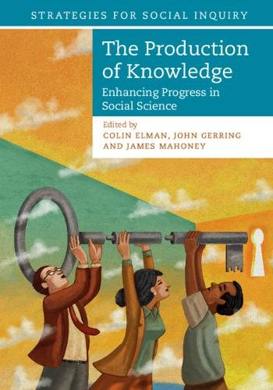 STRATEGIES FOR SOCIAL INQUIRY
The Production
of Knowledge
Enhancing Progress in
Social Science
Edited by
COLIN ELMAN, JOHN GERRING
AND JAMES MAHONEY